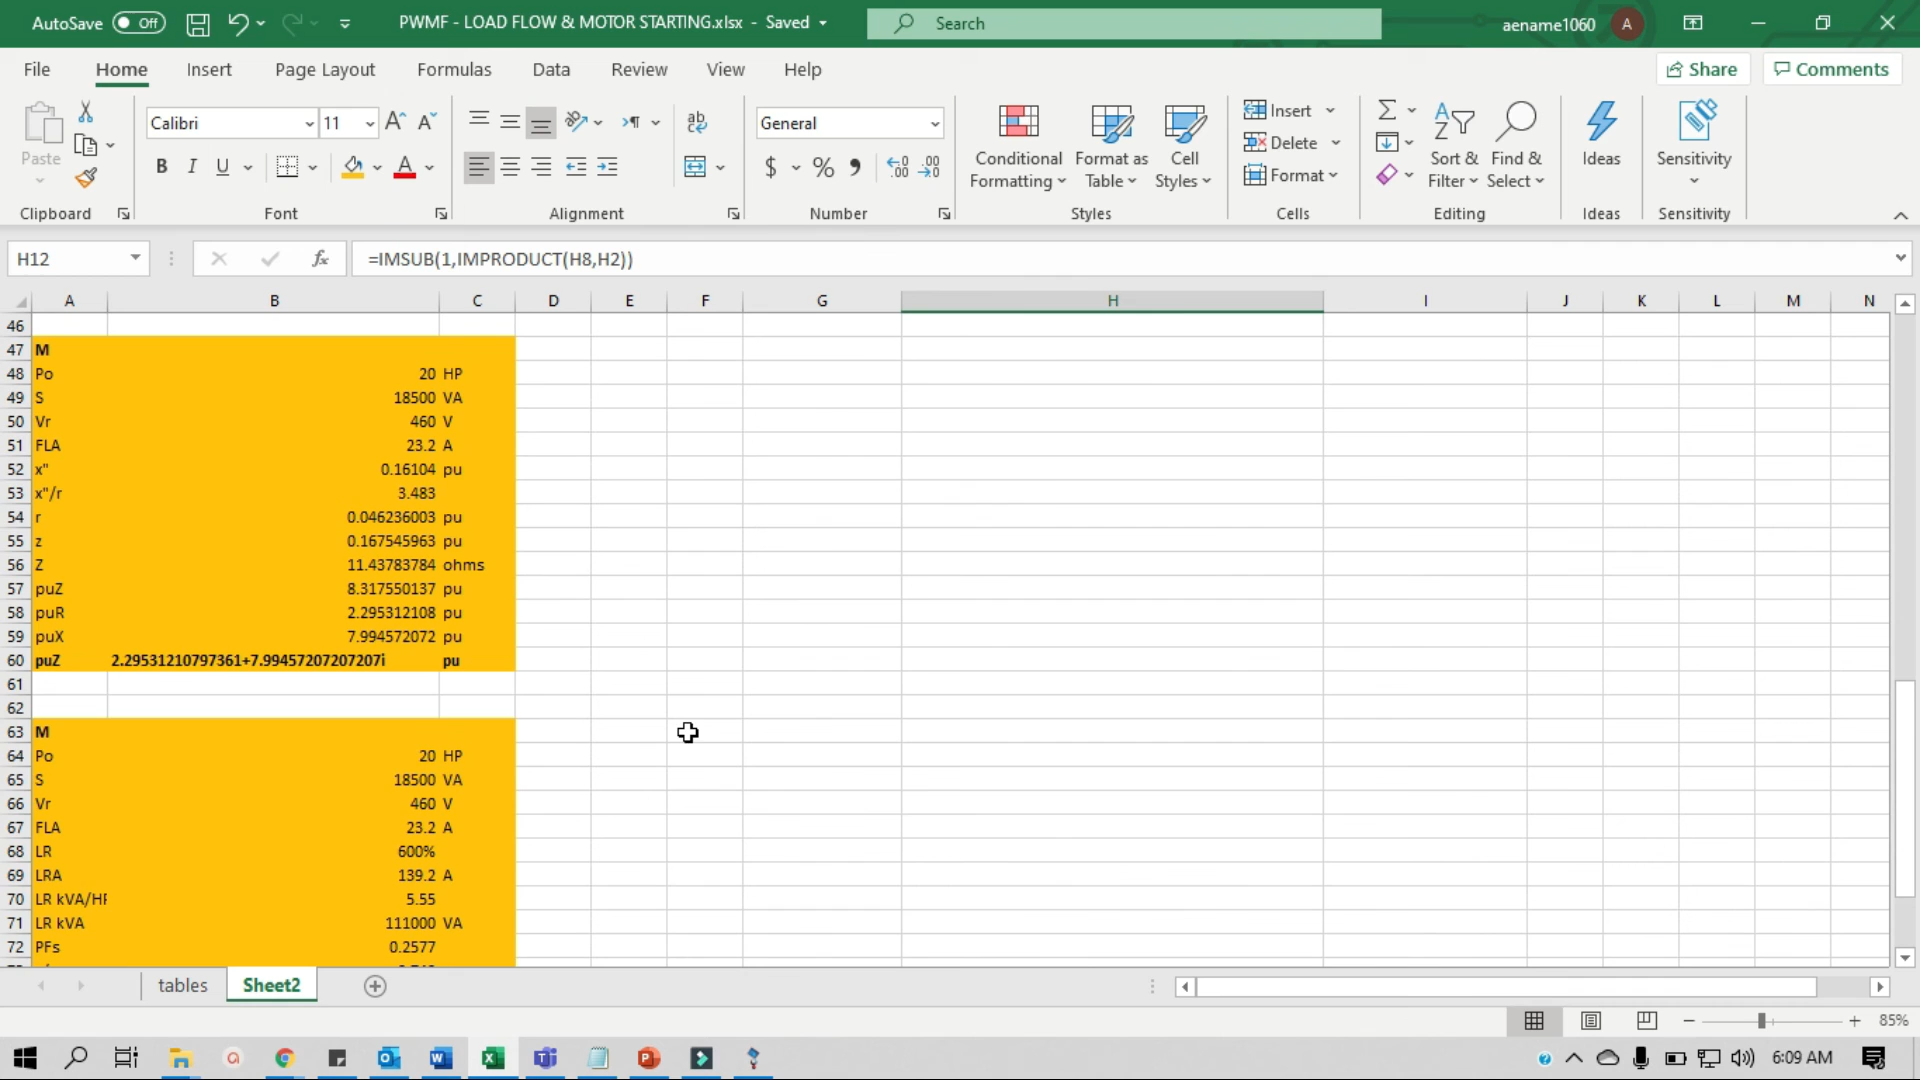 AutoSave Off PWMF - LOAD FLOW & MOTOR STARTING.xlsx - Saved Search aename1060 A
File Home Insert Page Layout Formulas Data Review View Help Share Comments
Paste
Calibri 11
B I U A
ab
General
$ % ,
Conditional Formatting
Format as Table
Cell Styles
Insert
Delete
Format
Sort & Filter
Find & Select
Ideas
Sensitivity
Clipboard Font Alignment Number Styles Cells Editing Ideas Sensitivity
H12 fx =IMSUB(1,IMPRODUCT(H8,H2))
A B C D E F G H I J K L M N
46
47 M
48 Po 20 HP
49 S 18500 VA
50 Vr 460 V
51 FLA 23.2 A
52 x" 0.16104 pu
53 x"/r 3.483
54 r 0.046236003 pu
55 z 0.167545963 pu
56 Z 11.43783784 ohms
57 puZ 8.317550137 pu
58 puR 2.295312108 pu
59 puX 7.994572072 pu
60 puZ 2.29531210797361+7.99457207207207i pu
61
62
63 M
64 Po 20 HP
65 S 18500 VA
66 Vr 460 V
67 FLA 23.2 A
68 LR 600%
69 LRA 139.2 A
70 LR kVA/HF 5.55
71 LR kVA 111000 VA
72 PFs 0.2577
tables Sheet2
85%
6:09 AM